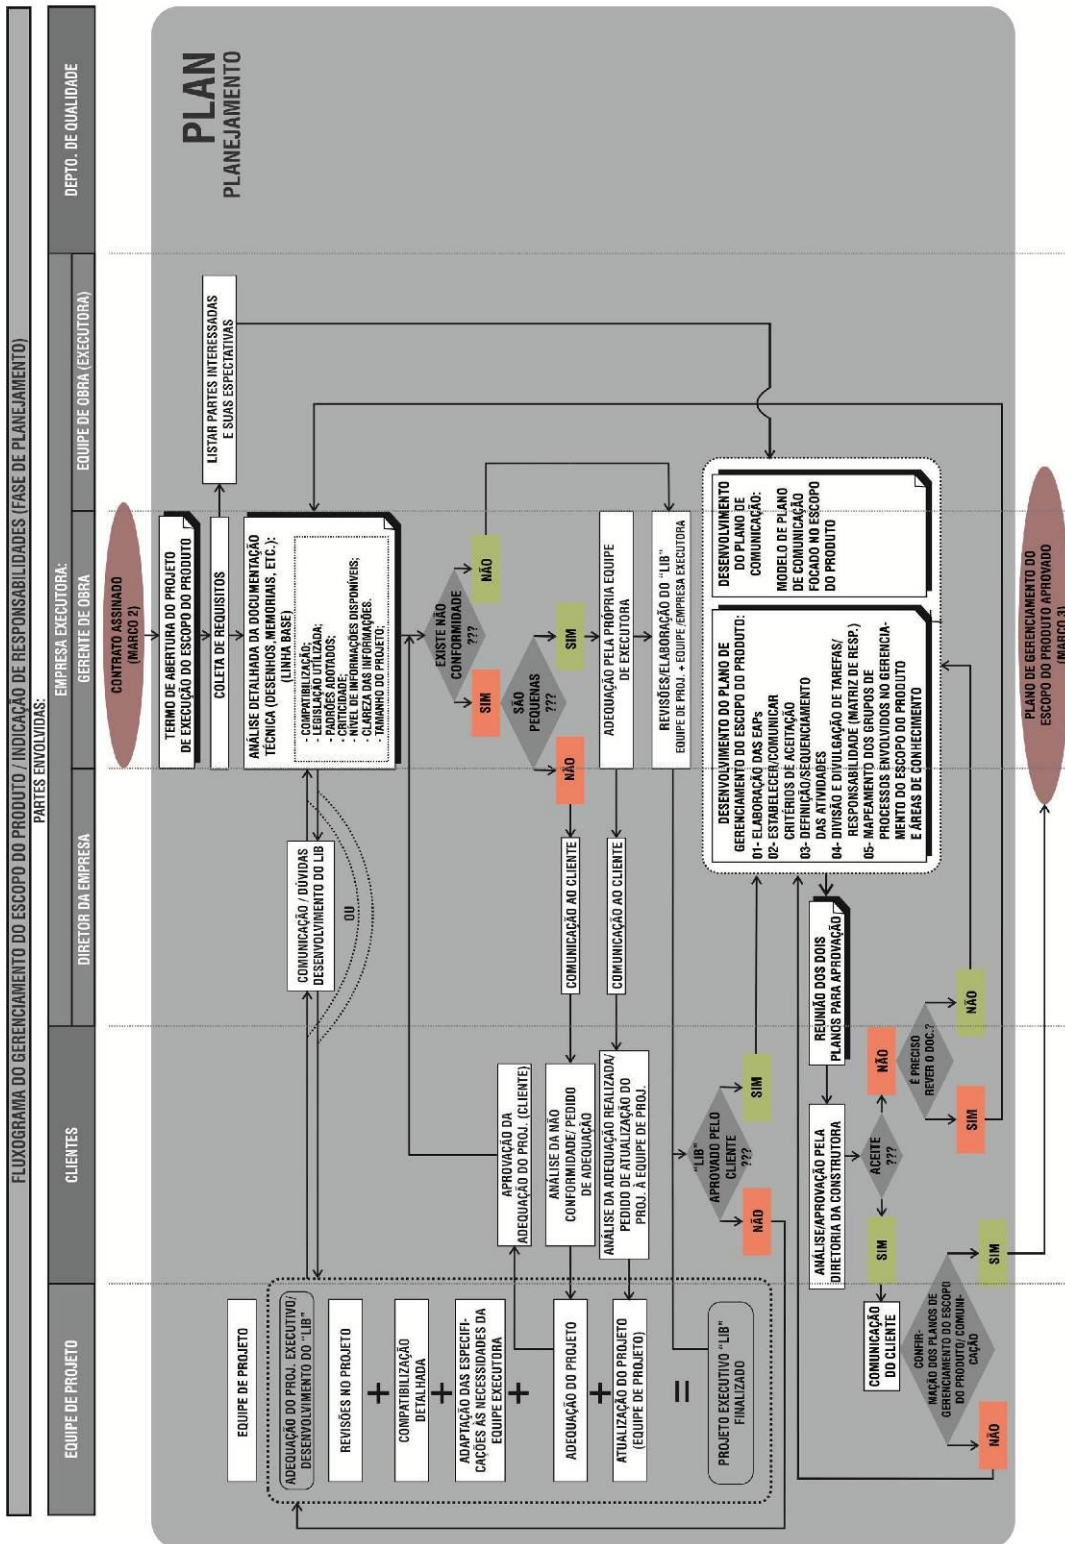 FLUXOGRAMA DO GERENCIAMENTO DO ESCOPO DO PRODUTO / INDICAÇÃO DE RESPONSABILIDADES (FASE DE PLANEJAMENTO)
PARTES ENVOLVIDAS:
EQUIPE DE PROJETO
CLIENTES
EMPRESA EXECUTORA:
DIRETOR DA EMPRESA
GERENTE DE OBRA
EQUIPE DE OBRA (EXECUTORA)
DEPTO. DE QUALIDADE
PLAN
PLANEJAMENTO
CONTRATO ASSINADO
(MARCO 2)
TERMO DE ABERTURA DO PROJETO
DE EXECUÇÃO DO ESCOPO DO PRODUTO
COLETA DE REQUISITOS
LISTAR PARTES INTERESSADAS
E SUAS ESPECTATIVAS
ANÁLISE DETALHADA DA DOCUMENTAÇÃO
TÉCNICA (DESENHOS, MEMORIAIS, ETC.):
(LINHA BASE)
- COMPATIBILIZAÇÃO;
- LEGISLAÇÃO UTILIZADA;
- PADRÕES ADOTADOS;
- CRITICIDADE;
- NÍVEL DE INFORMAÇÕES DISPONÍVEIS;
- CLAREZA DAS INFORMAÇÕES.
- TAMANHO DO PROJETO;
COMUNICAÇÃO / DÚVIDAS
DESENVOLVIMENTO DO LIB
OU
EQUIPE DE PROJETO
ADEQUAÇÃO DO PROJ. EXECUTIVO/
DESENVOLVIMENTO DO "LIB"
REVISÕES NO PROJETO
+
COMPATIBILIZAÇÃO
DETALHADA
+
ADAPTAÇÃO DAS ESPECIFI-
CAÇÕES ÀS NECESSIDADES DA
EQUIPE EXECUTORA
+
ADEQUAÇÃO DO PROJETO
+
ATUALIZAÇÃO DO PROJETO
(EQUIPE DE PROJETO)
=
PROJETO EXECUTIVO "LIB"
FINALIZADO
EXISTE NÃO
CONFORMIDADE
???
SIM
NÃO
SÃO
PEQUENAS
???
NÃO
SIM
APROVAÇÃO DA
ADEQUAÇÃO DO PROJ. (CLIENTE)
ANÁLISE DA NÃO
CONFORMIDADE/ PEDIDO
DE ADEQUAÇÃO
COMUNICAÇÃO AO CLIENTE
ANÁLISE DA ADEQUAÇÃO REALIZADA/
PEDIDO DE ATUALIZAÇÃO DO
PROJ. À EQUIPE DE PROJ.
COMUNICAÇÃO AO CLIENTE
ADEQUAÇÃO PELA PRÓPRIA EQUIPE
DE EXECUTORA
REVISÕES/ELABORAÇÃO DO "LIB"
EQUIPE DE PROJ. + EQUIPE /EMPRESA EXECUTORA
"LIB"
APROVADO PELO
CLIENTE
???
NÃO
SIM
DESENVOLVIMENTO DO PLANO DE
GERENCIAMENTO DO ESCOPO DO PRODUTO:
01- ELABORAÇÃO DAS EAPs
02- ESTABELECER/COMUNICAR
CRITÉRIOS DE ACEITAÇÃO
03- DEFINIÇÃO/SEQUENCIAMENTO
DAS ATIVIDADES
04- DIVISÃO E DIVULGAÇÃO DE TAREFAS/
RESPONSABILIDADE (MATRIZ DE RESP.)
05- MAPEAMENTO DOS GRUPOS DE
PROCESSOS ENVOLVIDOS NO GERENCIA-
MENTO DO ESCOPO DO PRODUTO
E ÁREAS DE CONHECIMENTO
DESENVOLVIMENTO
DO PLANO DE
COMUNICAÇÃO:
MODELO DE PLANO
DE COMUNICAÇÃO
FOCADO NO ESCOPO
DO PRODUTO
REUNIÃO DOS DOIS
PLANOS PARA APROVAÇÃO
ANÁLISE/APROVAÇÃO PELA
DIRETORIA DA CONSTRUTORA
ACEITE
???
SIM
NÃO
É PRECISO
REVER O DOC.?
SIM
NÃO
COMUNICAÇÃO
DO CLIENTE
CONFIR-
MAÇÃO DOS PLANOS DE
GERENCIAMENTO DO ESCOPO
DO PRODUTO/ COMUNI-
CAÇÃO
NÃO
SIM
PLANO DE GERENCIAMENTO DO
ESCOPO DO PRODUTO APROVADO
(MARCO 3)